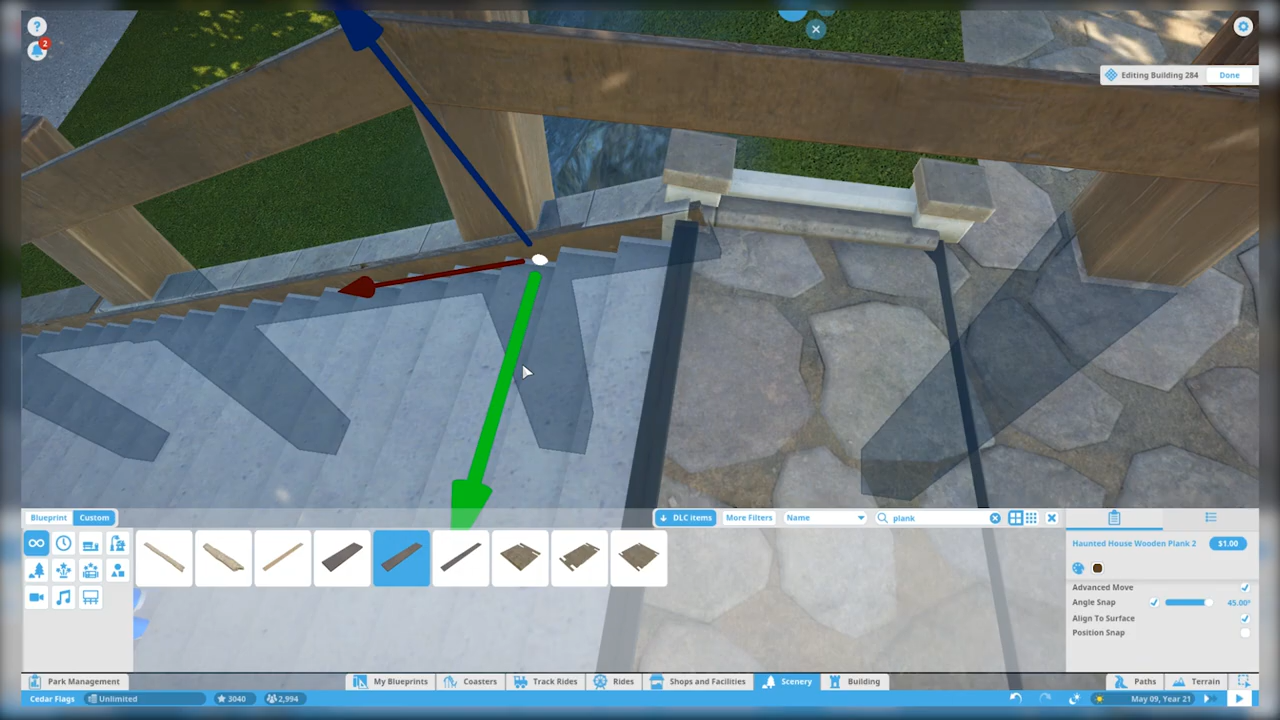 ?
2
Editing Building 284 Done
Blueprint Custom
DLC items More Filters Name plank
Haunted House Wooden Plank 2 $1.00
Advanced Move
Angle Snap 45.00°
Align To Surface
Position Snap
Park Management My Blueprints Coasters Track Rides Rides Shops and Facilities Scenery Building Paths Terrain
Cedar Flags Unlimited 3040 2,994 May 09, Year 21